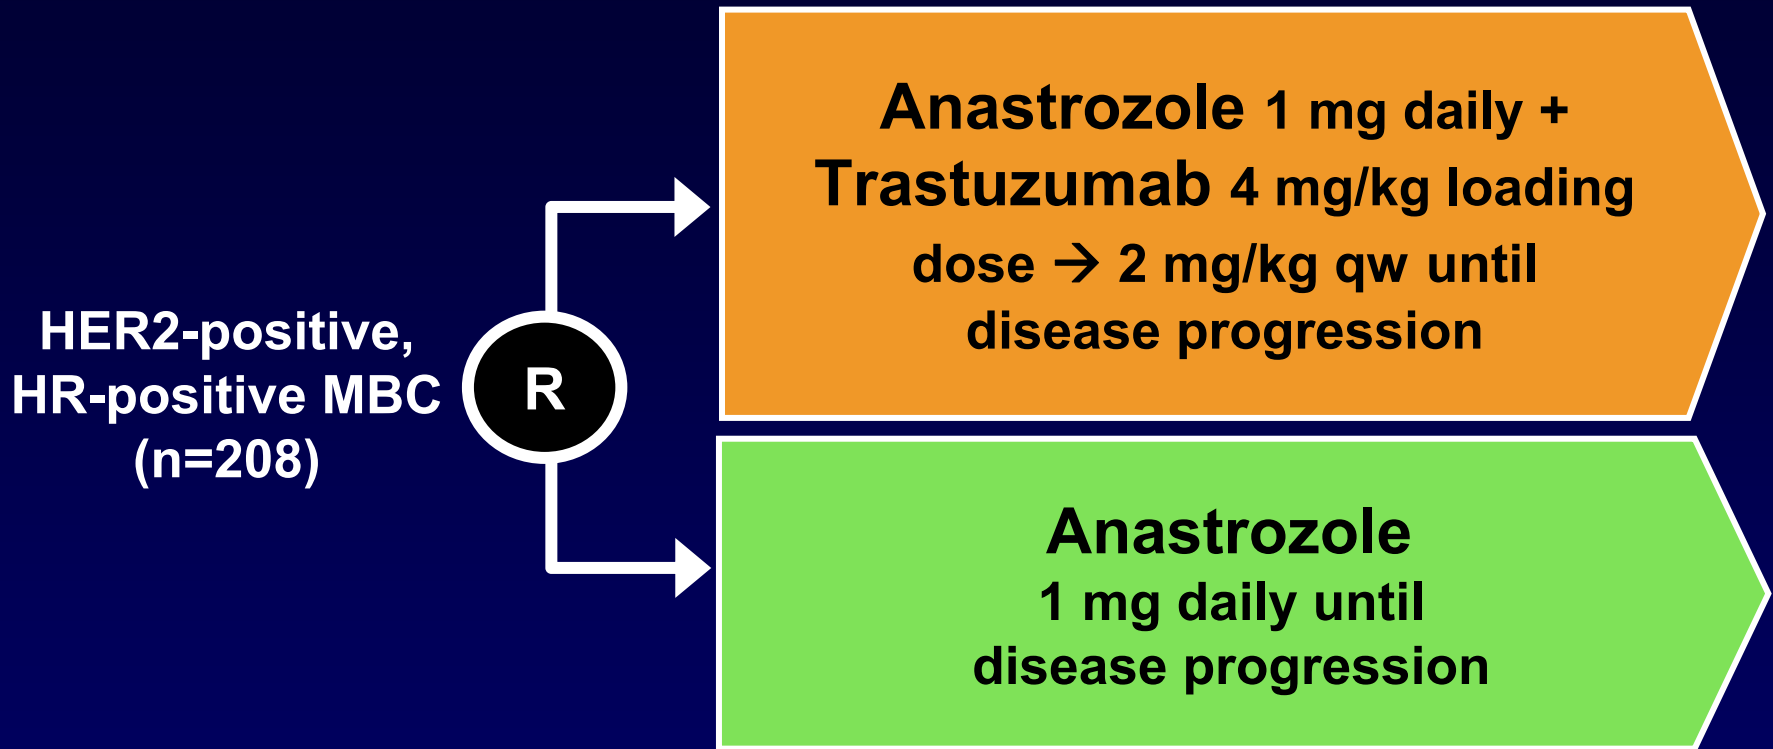 HER2-positive,
HR-positive MBC
(n=208)
R
Anastrozole 1 mg daily +
Trastuzumab 4 mg/kg loading
dose → 2 mg/kg qw until
disease progression
Anastrozole
1 mg daily until
disease progression